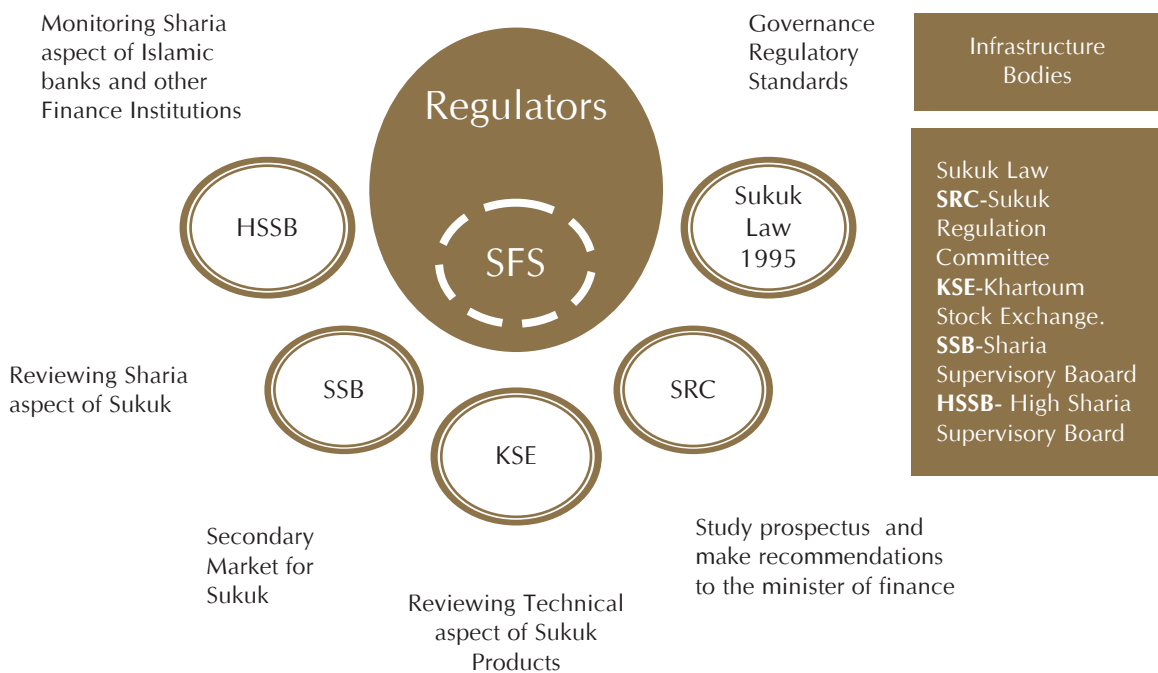 Monitoring Sharia
aspect of Islamic
banks and other
Finance Institutions
Regulators
SFS
Governance
Regulatory
Standards
Infrastructure
Bodies
HSSB
Sukuk
Law
1995
Sukuk Law
SRC-Sukuk
Regulation
Committee
KSE-Khartoum
Stock Exchange.
SSB-Sharia
Supervisory Baoard
HSSB- High Sharia
Supervisory Board
Reviewing Sharia
aspect of Sukuk
SSB
KSE
SRC
Secondary
Market for
Sukuk
Reviewing Technical
aspect of Sukuk
Products
Study prospectus and
make recommendations
to the minister of finance